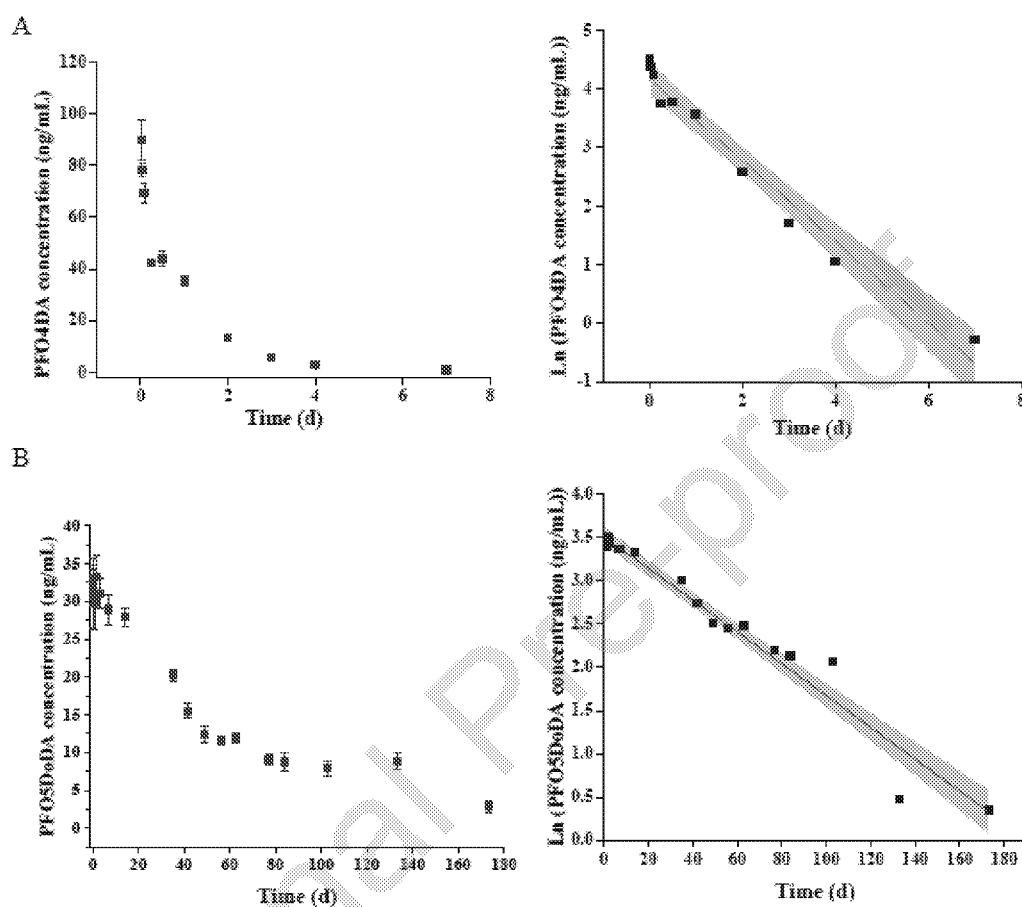 A
PFO4DA concentration (ng/mL)
120
100
80
60
40
20
0
0 2 4 6 8
Time (d)
Ln (PFO4DA concentration (ng/mL))
5
4
3
2
1
0
-1
0 2 4 6 8
Time (d)
B
PFO5DoDA concentration (ng/mL)
40
35
30
25
20
15
10
5
0
0 20 40 60 80 100 120 140 160 180
Time (d)
Ln (PFO5DoDA concentration (ng/mL))
4.0
3.5
3.0
2.5
2.0
1.5
1.0
0.5
0.0
0 20 40 60 80 100 120 140 160 180
Time (d)
nal Pre-proof